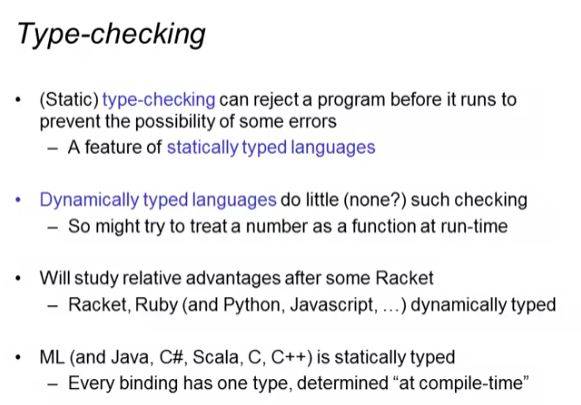 Type-checking
• (Static) type-checking can reject a program before it runs to
prevent the possibility of some errors
– A feature of statically typed languages
• Dynamically typed languages do little (none?) such checking
– So might try to treat a number as a function at run-time
• Will study relative advantages after some Racket
– Racket, Ruby (and Python, Javascript, …) dynamically typed
• ML (and Java, C#, Scala, C, C++) is statically typed
– Every binding has one type, determined “at compile-time”